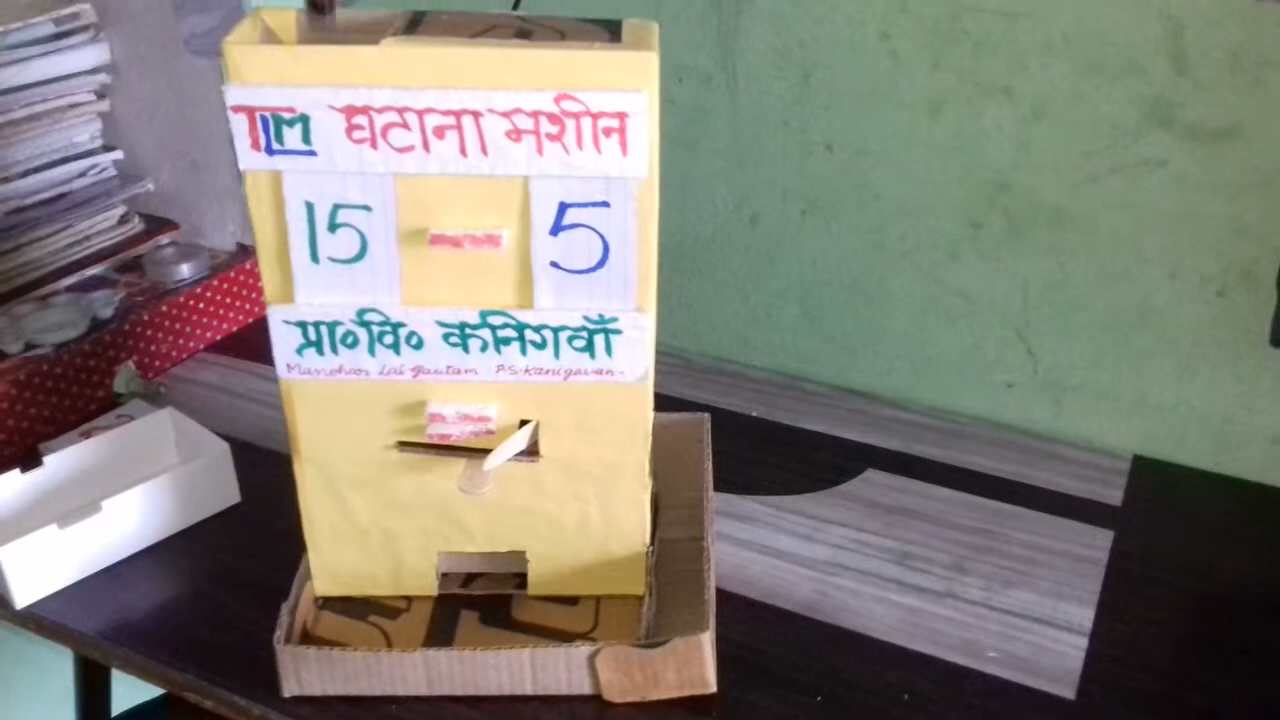 TLM घटाना मशीन
15 - 5
प्रा०वि० कनिगवाँ
Manohar Lal Gautam P.S. Kanigavan
=